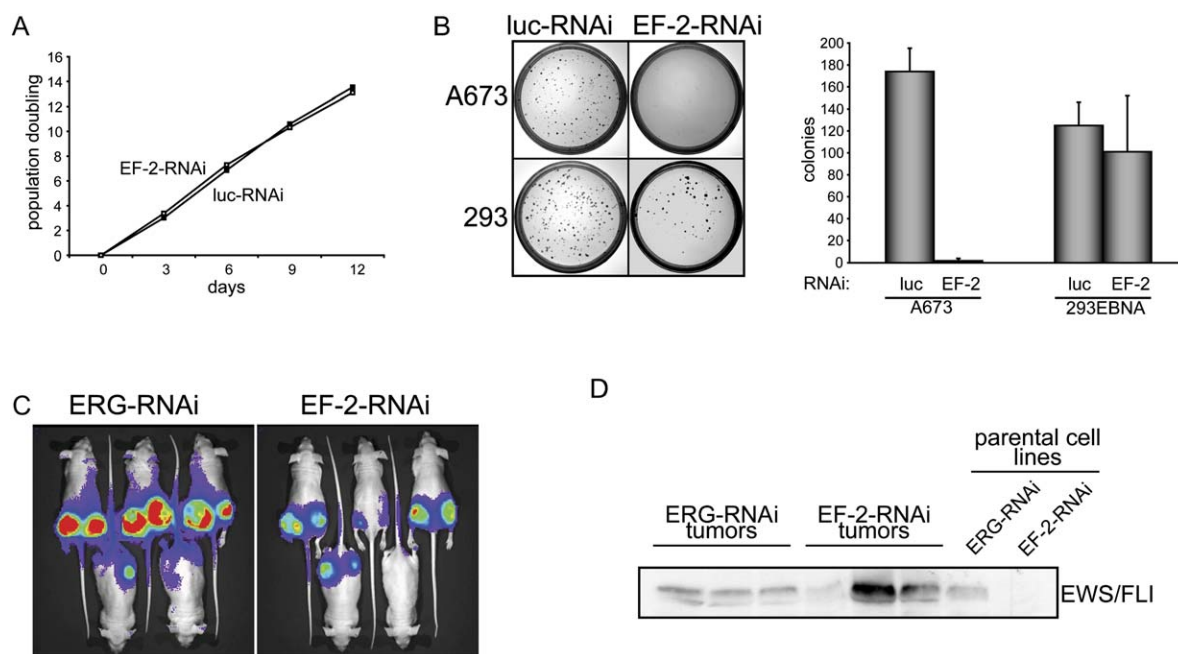 A
population doubling
16
14
12
10
8
6
4
2
0
EF-2-RNAi
luc-RNAi
0 3 6 9 12
days
B
luc-RNAi EF-2-RNAi
A673
293
colonies
200
180
160
140
120
100
80
60
40
20
0
RNAi: luc EF-2 luc EF-2
A673 293EBNA
C
ERG-RNAi EF-2-RNAi
D
parental cell
lines
ERG-RNAi
tumors
EF-2-RNAi
tumors
ERG-RNAi
EF-2-RNAi
EWS/FLI